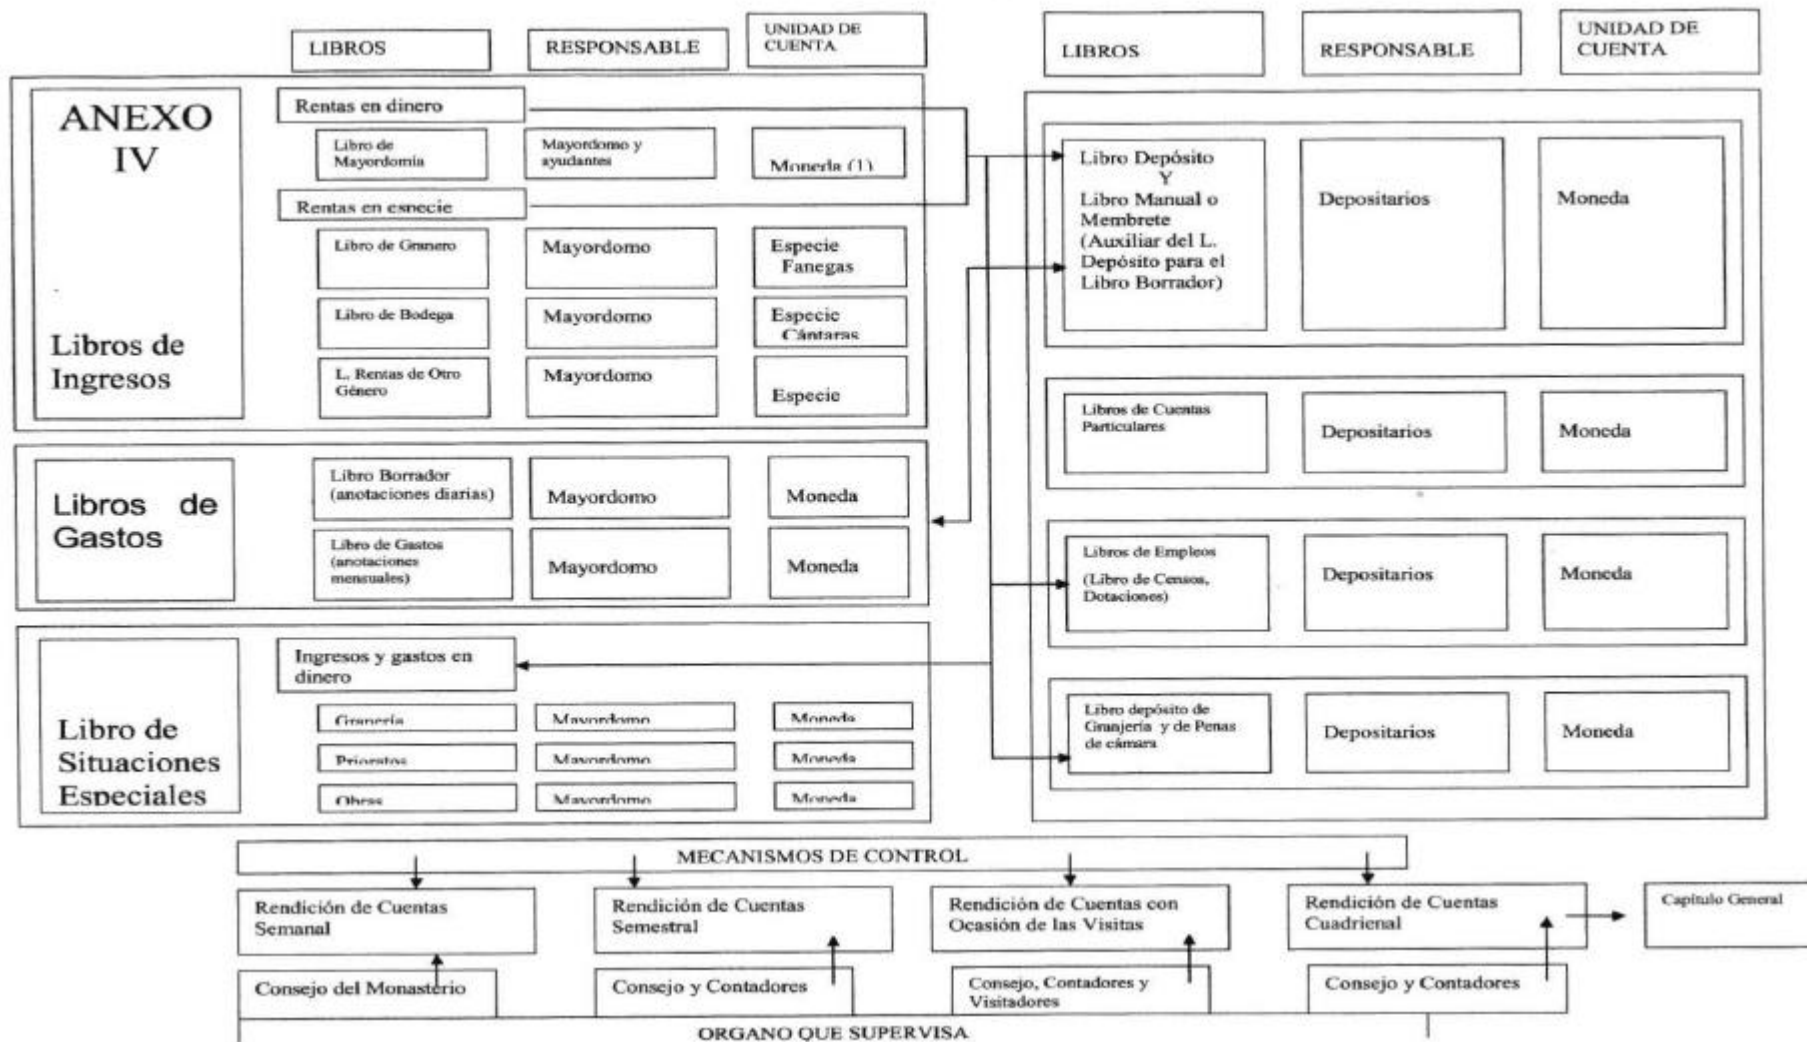 LIBROS
RESPONSABLE
UNIDAD DE
CUENTA
LIBROS
RESPONSABLE
UNIDAD DE
CUENTA
ANEXO
IV
Libros de
Ingresos
Rentas en dinero
Libro de
Mayordomía
Mayordomo y
ayudantes
Moneda (1)
Rentas en especie
Libro de Granero
Mayordomo
Especie
Fanegas
Libro de Bodega
Mayordomo
Especie
Cántaras
L. Rentas de Otro
Género
Mayordomo
Especie
Libros de
Gastos
Libro Borrador
(anotaciones diarias)
Mayordomo
Moneda
Libro de Gastos
(anotaciones
mensuales)
Mayordomo
Moneda
Libro de
Situaciones
Especiales
Ingresos y gastos en
dinero
Granería
Mayordomo
Moneda
Prioratos
Mayordomo
Moneda
Obras
Mayordomo
Moneda
Libro Depósito
Y
Libro Manual o
Membrete
(Auxiliar del L.
Depósito para el
Libro Borrador)
Depositarios
Moneda
Libros de Cuentas
Particulares
Depositarios
Moneda
Libros de Empleos
(Libro de Censos,
Dotaciones)
Depositarios
Moneda
Libro depósito de
Granjería y de Penas
de cámara
Depositarios
Moneda
MECANISMOS DE CONTROL
Rendición de Cuentas
Semanal
Rendición de Cuentas
Semestral
Rendición de Cuentas con
Ocasión de las Visitas
Rendición de Cuentas
Cuadrienal
Capítulo General
Consejo del Monasterio
Consejo y Contadores
Consejo, Contadores y
Visitadores
Consejo y Contadores
ORGANO QUE SUPERVISA